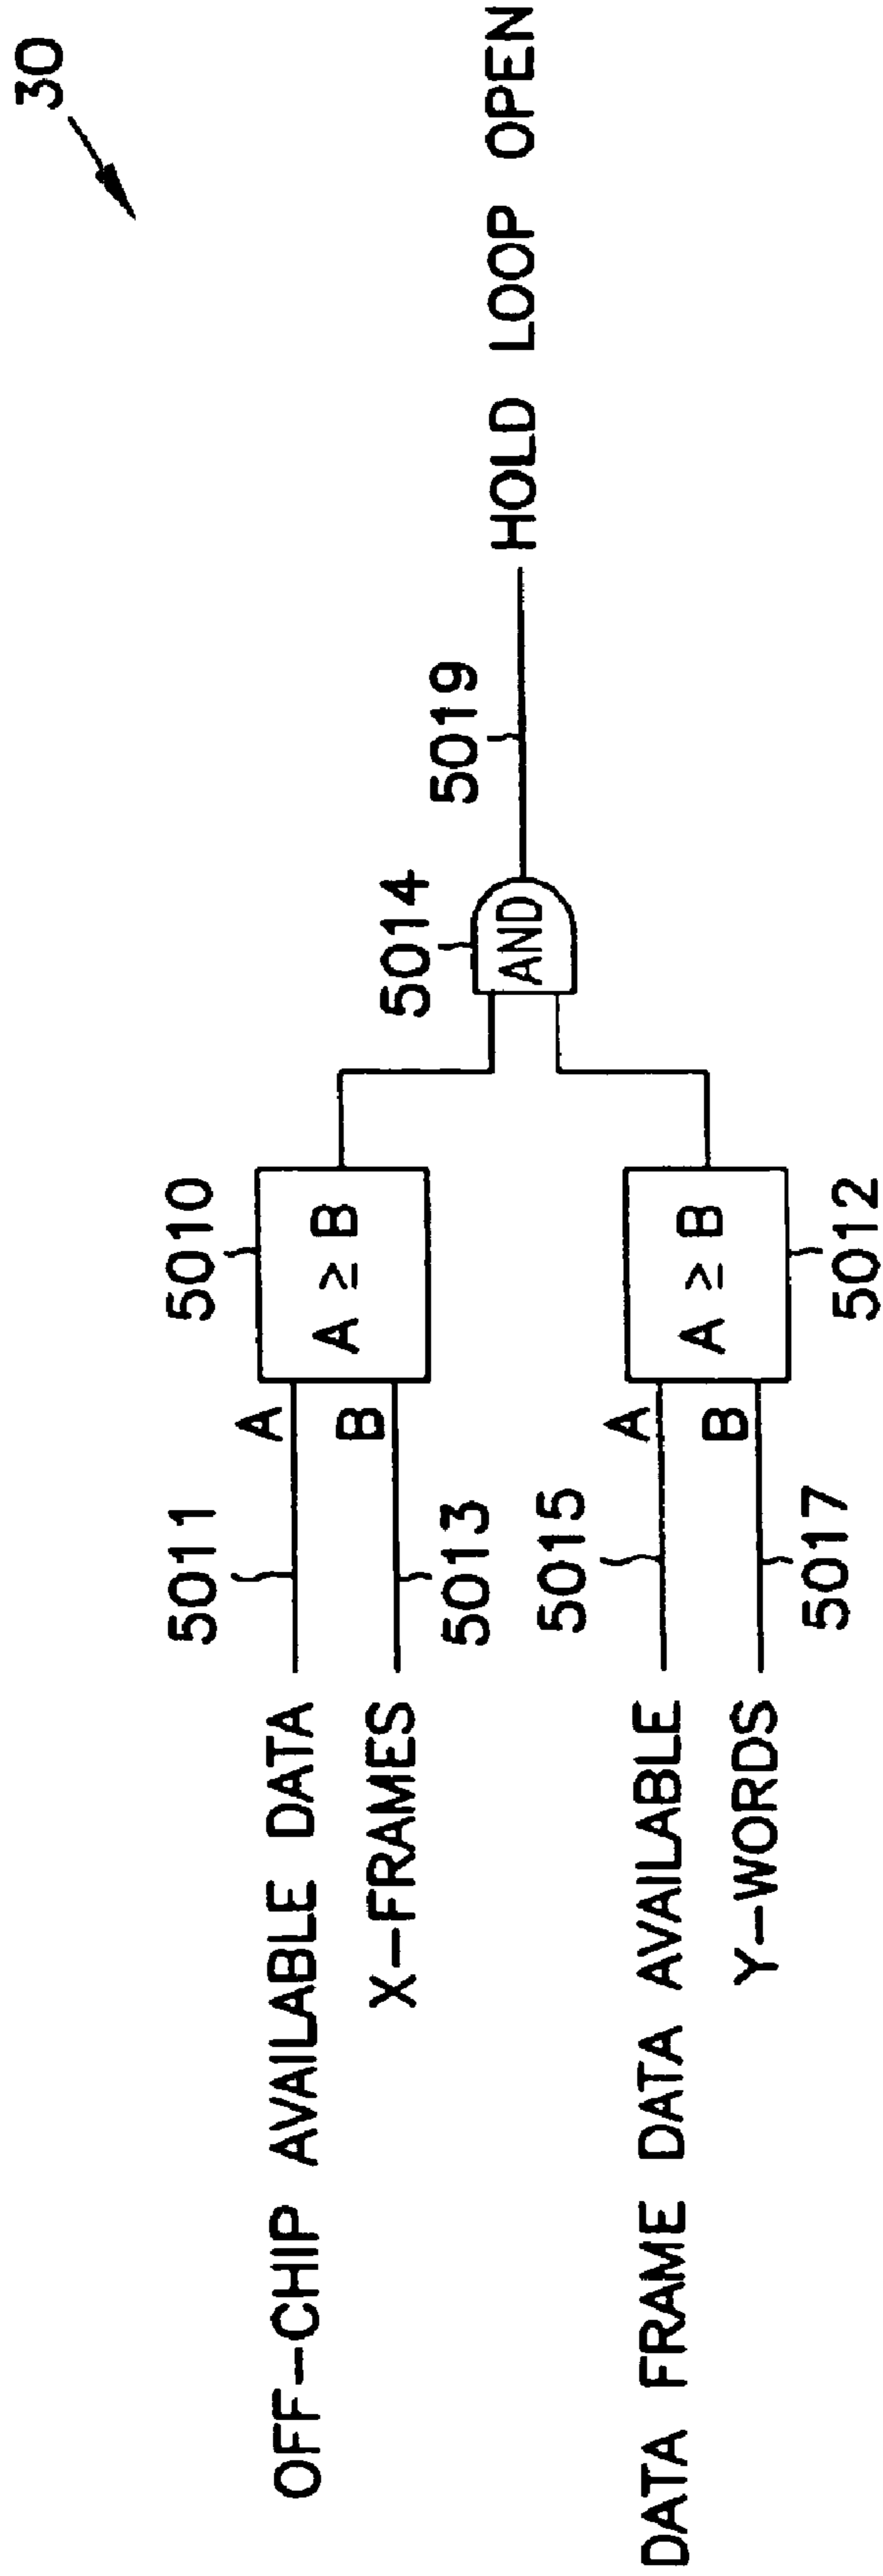 30
5010
5011
A
OFF-CHIP AVAILABLE DATA
A ≥ B
B
X-FRAMES
5013
5014
AND
5019
HOLD LOOP OPEN
5015
A
DATA FRAME DATA AVAILABLE
A ≥ B
B
Y-WORDS
5017
5012